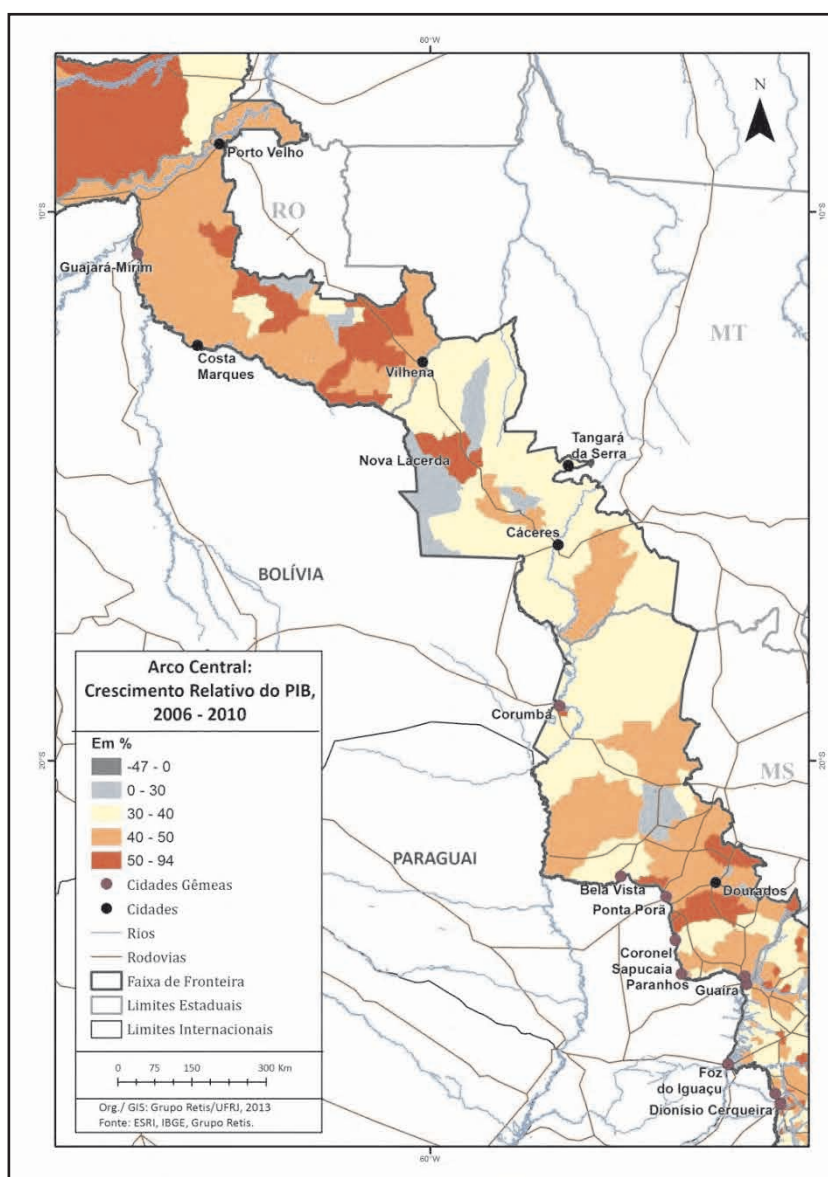 60°W
N
Porto Velho
RO
10°S
10°S
Guajará-Mirim
MT
Costa
Marques
Vilhena
Tangará
da Serra
Nova Lacerda
Cáceres
BOLÍVIA
Corumbá
20°S
20°S
MS
PARAGUAI
Bela Vista
Dourados
Ponta Porã
Coronel
Sapucaia
Paranhos
Guaíra
Foz
do Iguaçu
Dionísio Cerqueira
60°W
Arco Central:
Crescimento Relativo do PIB,
2006 - 2010
Em %
-47 - 0
0 - 30
30 - 40
40 - 50
50 - 94
Cidades Gêmeas
Cidades
Rios
Rodovias
Faixa de Fronteira
Limites Estaduais
Limites Internacionais
0 75 150 300 Km
Org./ GIS: Grupo Retis/UFRJ, 2013
Fonte: ESRI, IBGE, Grupo Retis.